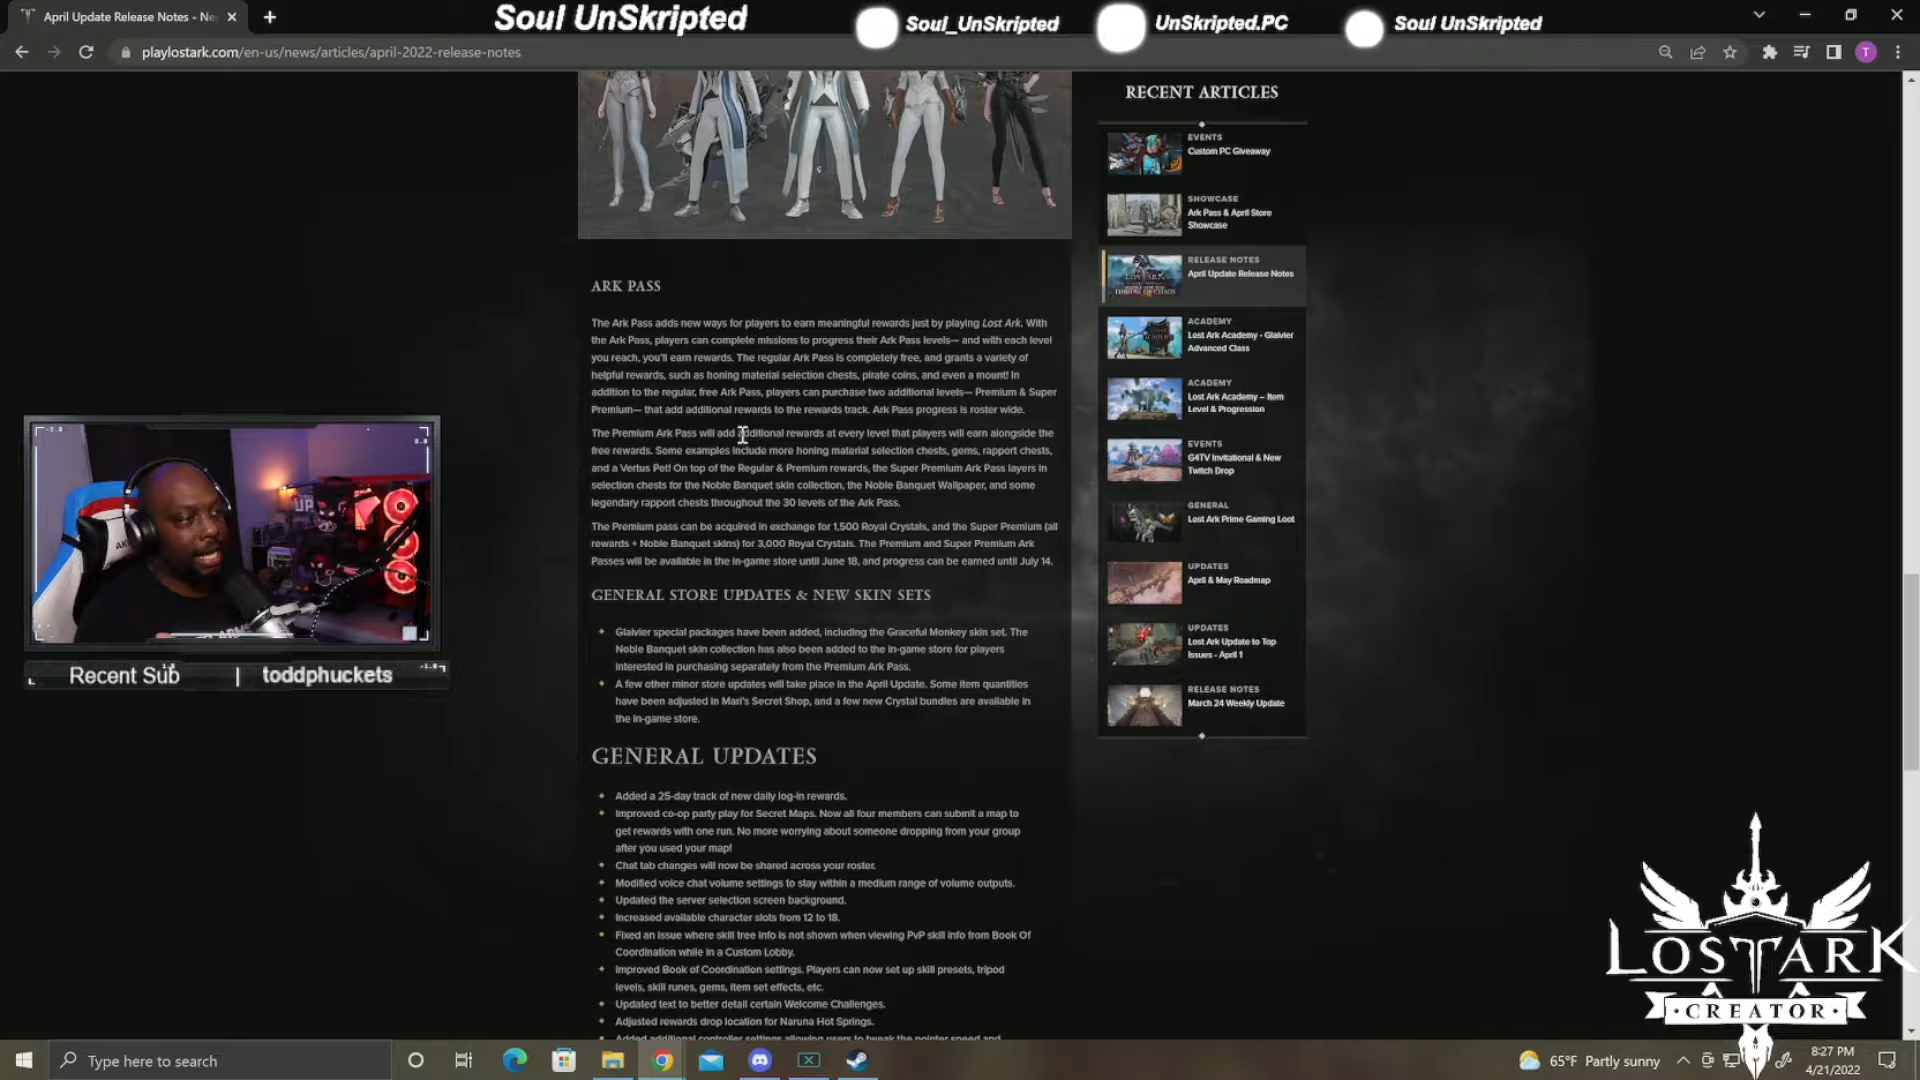 April Update Release Notes - Ne
Soul UnSkripted
Soul_UnSkripted
UnSkripted.PC
Soul UnSkripted
playlostark.com/en-us/news/articles/april-2022-release-notes
T
ARK PASS
The Ark Pass adds new ways for players to earn meaningful rewards just by playing Lost Ark. With
the Ark Pass, players can complete missions to progress their Ark Pass levels— and with each level
you reach, you'll earn rewards. The regular Ark Pass is completely free, and grants a variety of
helpful rewards, such as honing material selection chests, pirate coins, and even a mount! In
addition to the regular, free Ark Pass, players can purchase two additional levels— Premium & Super
Premium— that add additional rewards to the rewards track. Ark Pass progress is roster wide.
The Premium Ark Pass will add additional rewards at every level that players will earn alongside the
free rewards. Some examples include more honing material selection chests, gems, rapport chests,
and a Vertus Pet! On top of the Regular & Premium rewards, the Super Premium Ark Pass layers in
selection chests for the Noble Banquet skin collection, the Noble Banquet Wallpaper, and some
legendary rapport chests throughout the 30 levels of the Ark Pass.
The Premium pass can be acquired in exchange for 1,500 Royal Crystals, and the Super Premium (all
rewards + Noble Banquet skins) for 3,000 Royal Crystals. The Premium and Super Premium Ark
Passes will be available in the in-game store until June 18, and progress can be earned until July 14.
GENERAL STORE UPDATES & NEW SKIN SETS
Glaivier special packages have been added, including the Graceful Monkey skin set. The
Noble Banquet skin collection has also been added to the in-game store for players
interested in purchasing separately from the Premium Ark Pass.
A few other minor store updates will take place in the April Update. Some item quantities
have been adjusted in Mari's Secret Shop, and a few new Crystal bundles are available in
the in-game store.
GENERAL UPDATES
Added a 25-day track of new daily log-in rewards.
Improved co-op party play for Secret Maps. Now all four members can submit a map to
get rewards with one run. No more worrying about someone dropping from your group
after you used your map!
Chat tab changes will now be shared across your roster.
Modified voice chat volume settings to stay within a medium range of volume outputs.
Updated the server selection screen background.
Increased available character slots from 12 to 18.
Fixed an issue where skill tree info is not shown when viewing PvP skill info from Book Of
Coordination while in a Custom Lobby.
Improved Book of Coordination settings. Players can now set up skill presets, tripod
levels, skill runes, gems, item set effects, etc.
Updated text to better detail certain Welcome Challenges.
Adjusted rewards drop location for Naruna Hot Springs.
Added additional controller settings allowing users to tweak the pointer speed and
RECENT ARTICLES
EVENTS
Custom PC Giveaway
SHOWCASE
Ark Pass & April Store
Showcase
RELEASE NOTES
April Update Release Notes
ACADEMY
Lost Ark Academy - Glaivier
Advanced Class
ACADEMY
Lost Ark Academy – Item
Level & Progression
EVENTS
G4TV Invitational & New
Twitch Drop
GENERAL
Lost Ark Prime Gaming Loot
UPDATES
April & May Roadmap
UPDATES
Lost Ark Update to Top
Issues - April 1
RELEASE NOTES
March 24 Weekly Update
Recent Sub | toddphuckets
LOST ARK
CREATOR
Type here to search
65°F Partly sunny
8:27 PM
4/21/2022